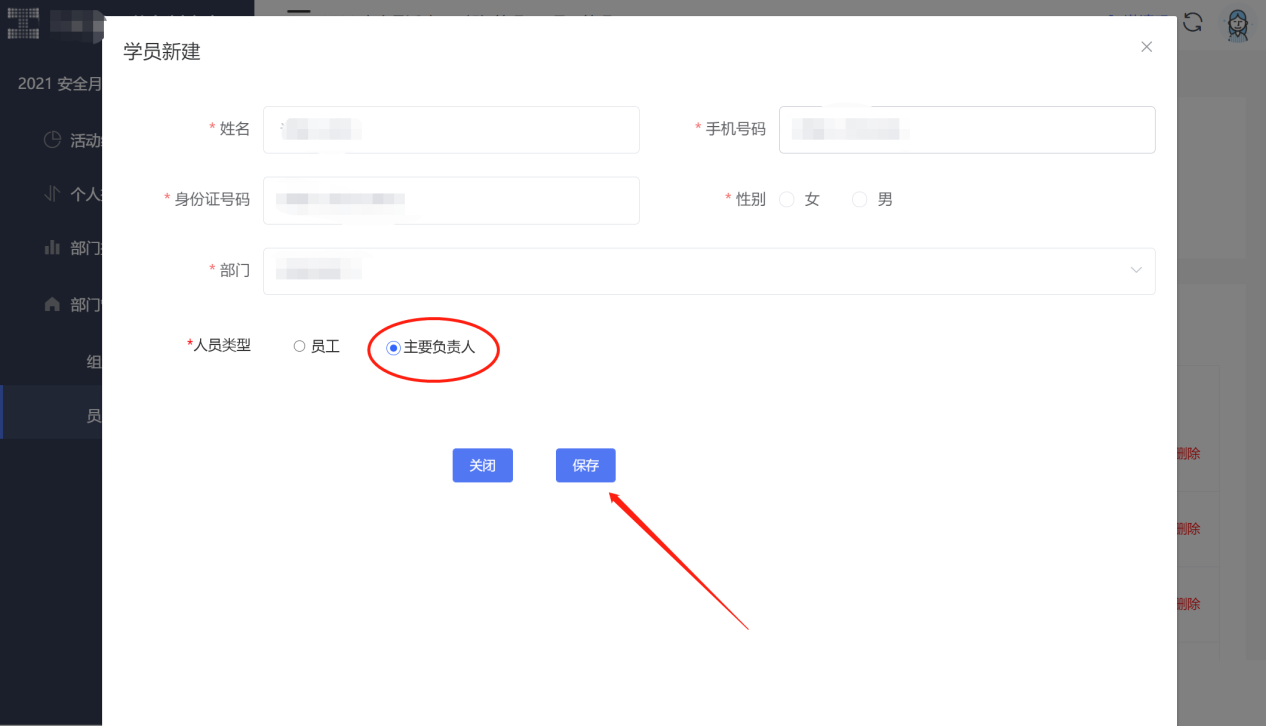 学员新建
2021 安全月
* 姓名
* 手机号码
活动
个人
* 身份证号码
* 性别 女 男
部门
* 部门
部门
*人员类型 员工 主要负责人
组
员
关闭 保存
删除
删除
删除